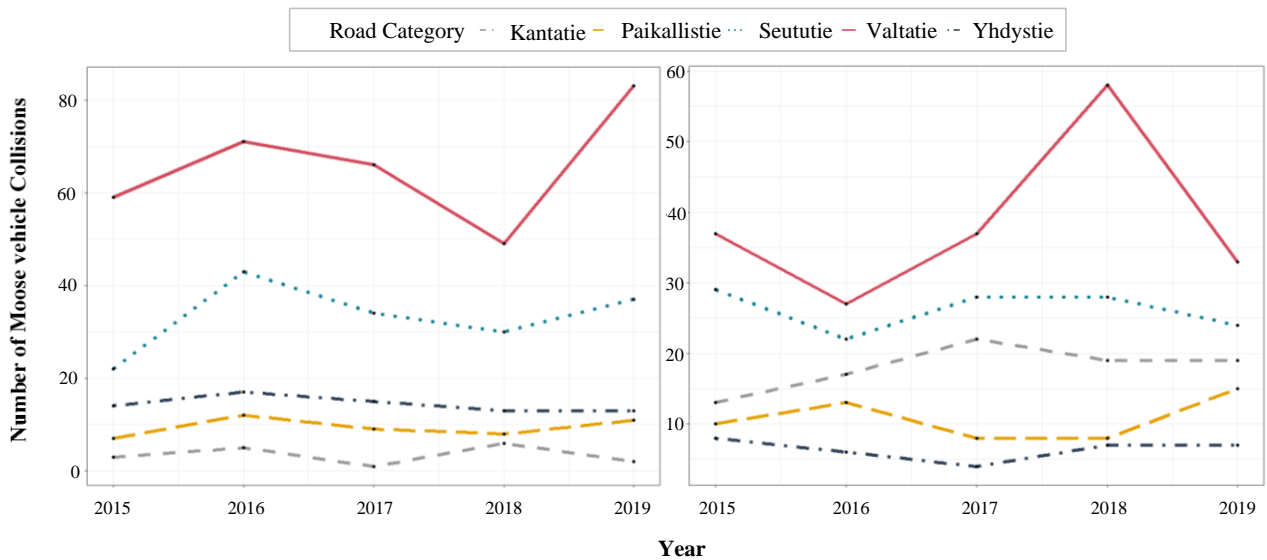 Road Category Kantatie Paikallistie Seututie Valtatie Yhdystie
Number of Moose vehicle Collisions
80
60
40
20
0
2015 2016 2017 2018 2019
60
50
40
30
20
10
2015 2016 2017 2018 2019
Year